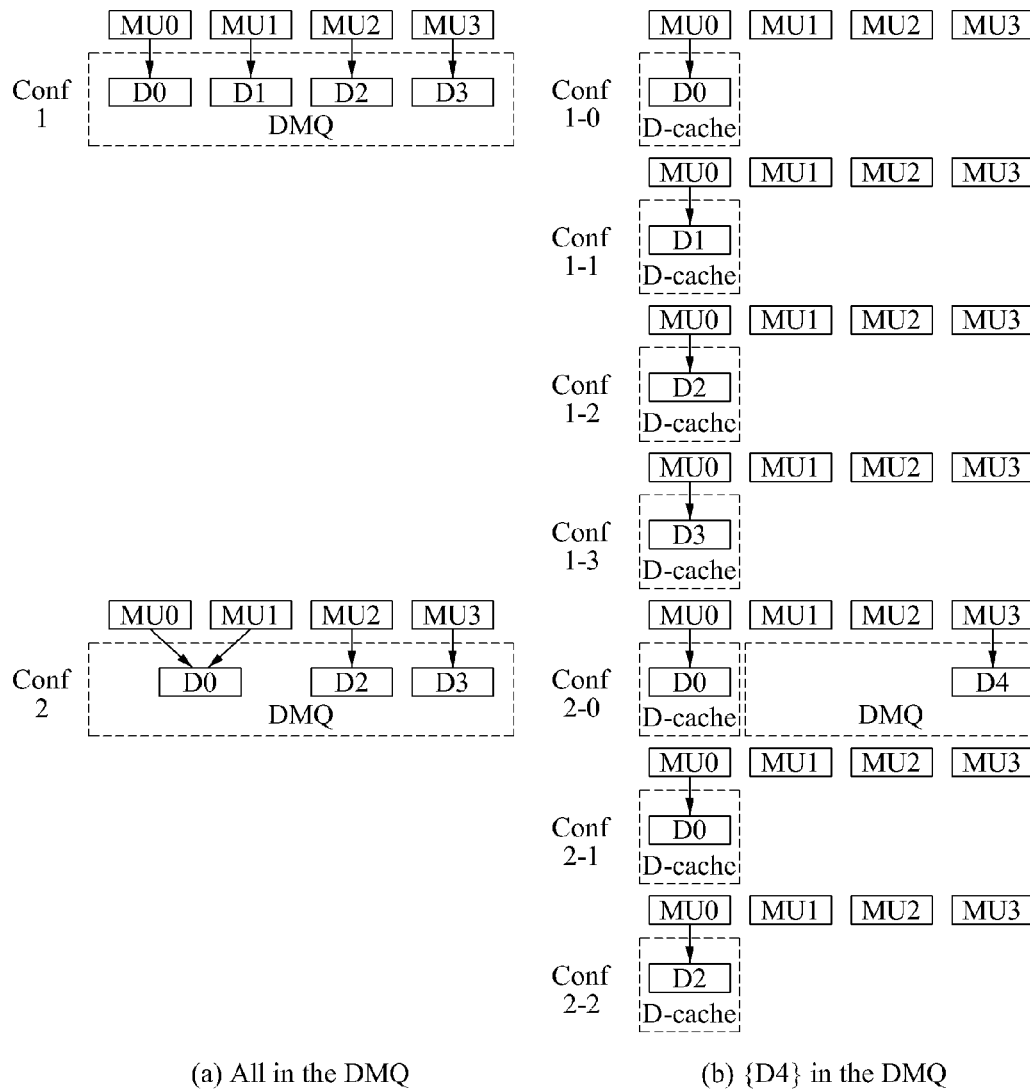 MU0 MU1 MU2 MU3
Conf 1
D0 D1 D2 D3
DMQ
MU0 MU1 MU2 MU3
Conf 2
D0 D2 D3
DMQ
(a) All in the DMQ
MU0 MU1 MU2 MU3
Conf 1-0
D0
D-cache
MU0 MU1 MU2 MU3
Conf 1-1
D1
D-cache
MU0 MU1 MU2 MU3
Conf 1-2
D2
D-cache
MU0 MU1 MU2 MU3
Conf 1-3
D3
D-cache
MU0 MU1 MU2 MU3
Conf 2-0
D0 D4
D-cache DMQ
MU0 MU1 MU2 MU3
Conf 2-1
D0
D-cache
MU0 MU1 MU2 MU3
Conf 2-2
D2
D-cache
(b) {D4} in the DMQ